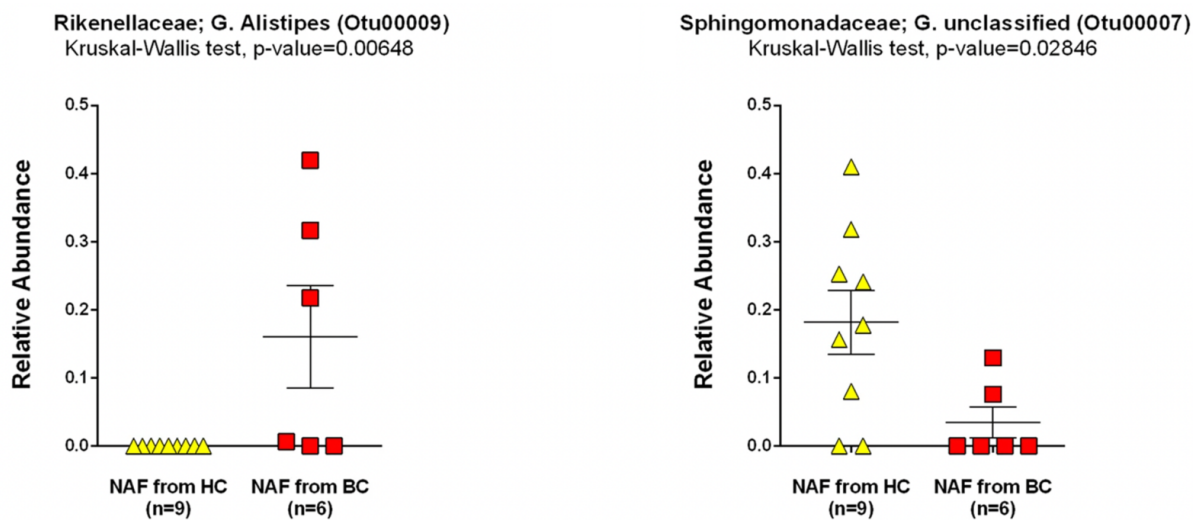 Rikenellaceae; G. Alistipes (Otu00009)
Kruskal-Wallis test, p-value=0.00648
Relative Abundance
0.5
0.4
0.3
0.2
0.1
0.0
NAF from HC
(n=9)
NAF from BC
(n=6)
Sphingomonadaceae; G. unclassified (Otu00007)
Kruskal-Wallis test, p-value=0.02846
Relative Abundance
0.5
0.4
0.3
0.2
0.1
0.0
NAF from HC
(n=9)
NAF from BC
(n=6)